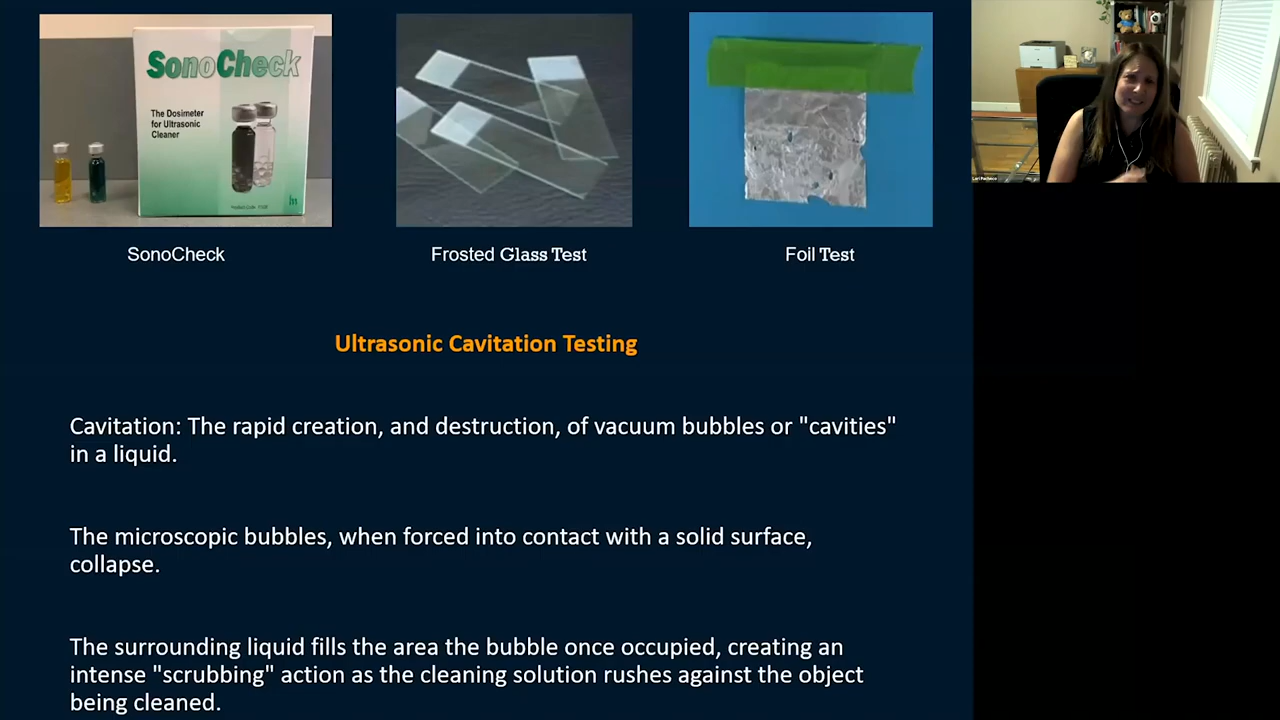 SonoCheck
The Dosimeter
for Ultrasonic
Cleaner
SonoCheck
Frosted Glass Test
Foil Test
Ultrasonic Cavitation Testing
Cavitation: The rapid creation, and destruction, of vacuum bubbles or "cavities"
in a liquid.
The microscopic bubbles, when forced into contact with a solid surface,
collapse.
The surrounding liquid fills the area the bubble once occupied, creating an
intense "scrubbing" action as the cleaning solution rushes against the object
being cleaned.